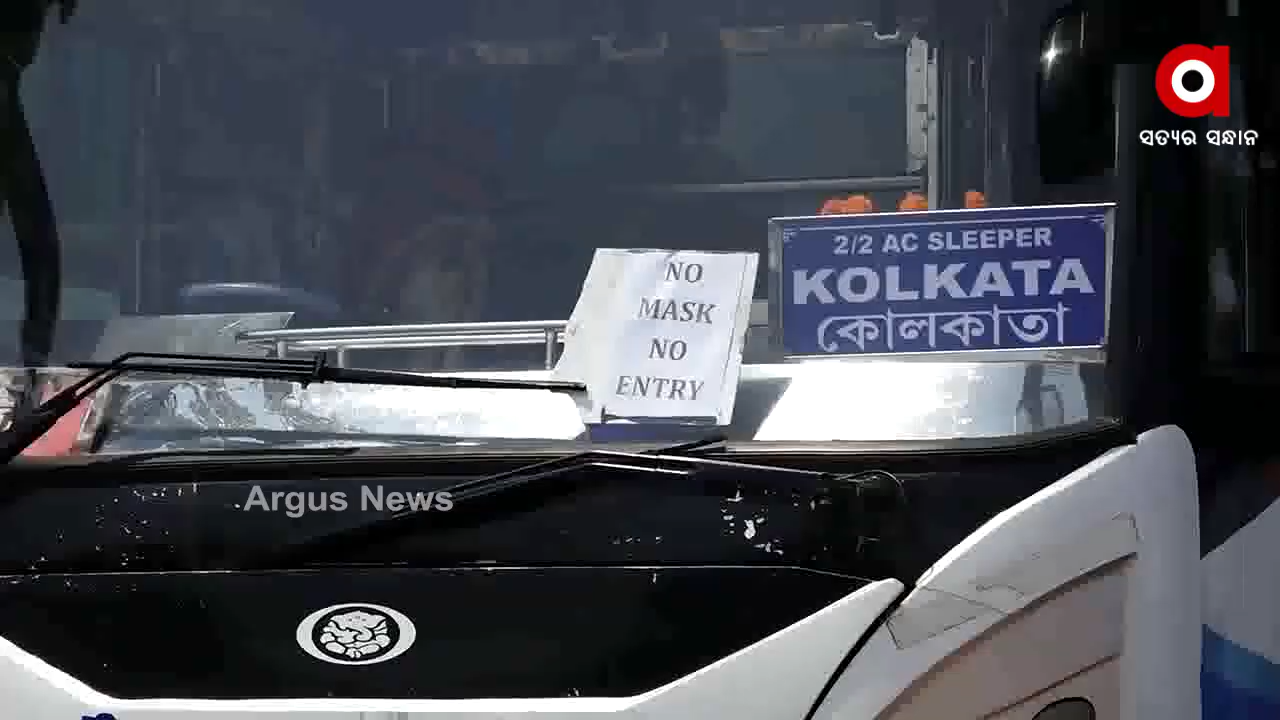 ସତ୍ୟର ସନ୍ଧାନ
2/2 AC SLEEPER
KOLKATA
কোলকাতা
NO
MASK
NO
ENTRY
Argus News